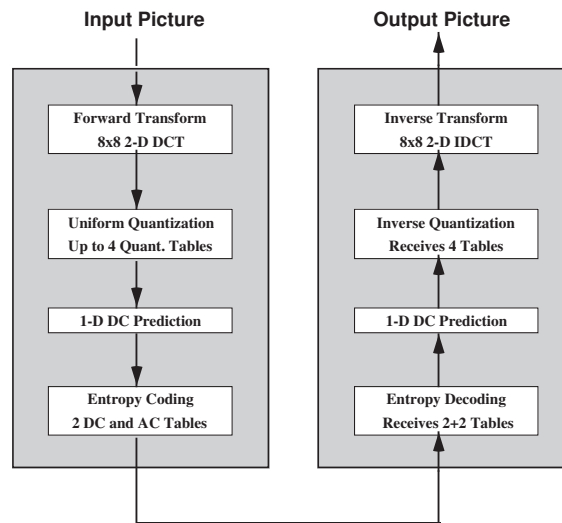 Input Picture
Output Picture
Forward Transform
8x8 2-D DCT
Uniform Quantization
Up to 4 Quant. Tables
1-D DC Prediction
Entropy Coding
2 DC and AC Tables
Inverse Transform
8x8 2-D IDCT
Inverse Quantization
Receives 4 Tables
1-D DC Prediction
Entropy Decoding
Receives 2+2 Tables